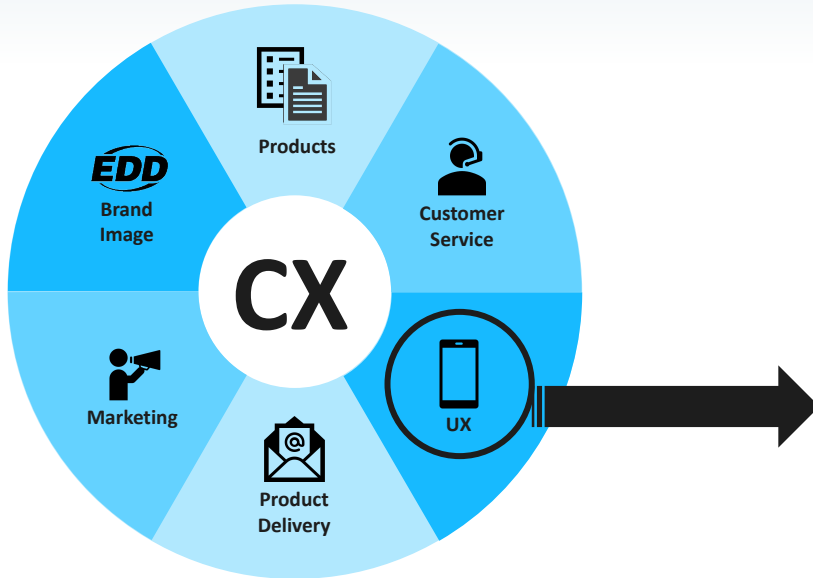 Products
EDD
Brand
Image
Customer
Service
CX
Marketing
UX
@
Product
Delivery